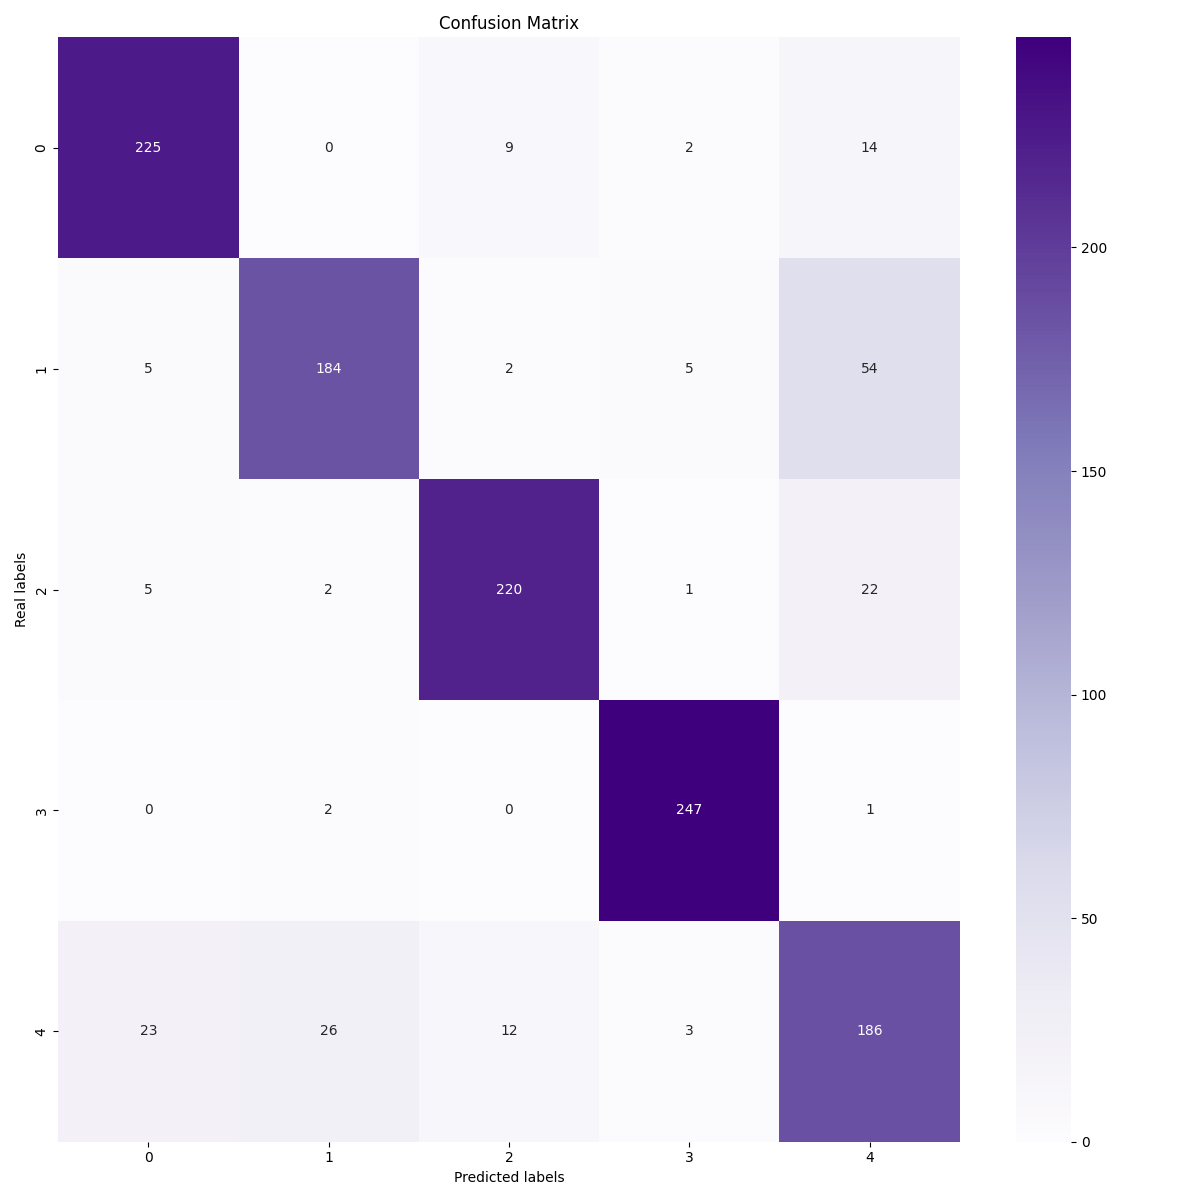 Confusion Matrix
0 225 0 9 2 14
1 5 184 2 5 54
2 5 2 220 1 22
3 0 2 0 247 1
4 23 26 12 3 186
0 1 2 3 4
Predicted labels
Real labels
200
150
100
50
0